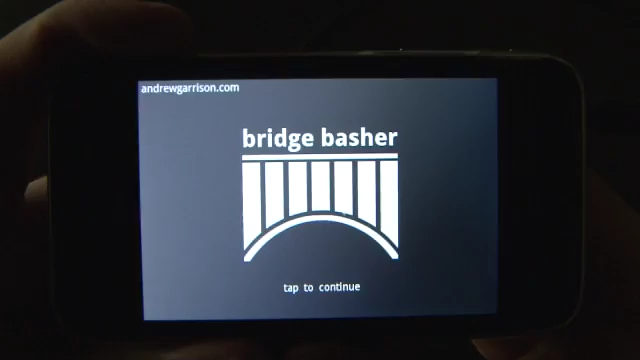 andrewgarrison.com
bridge basher
tap to continue